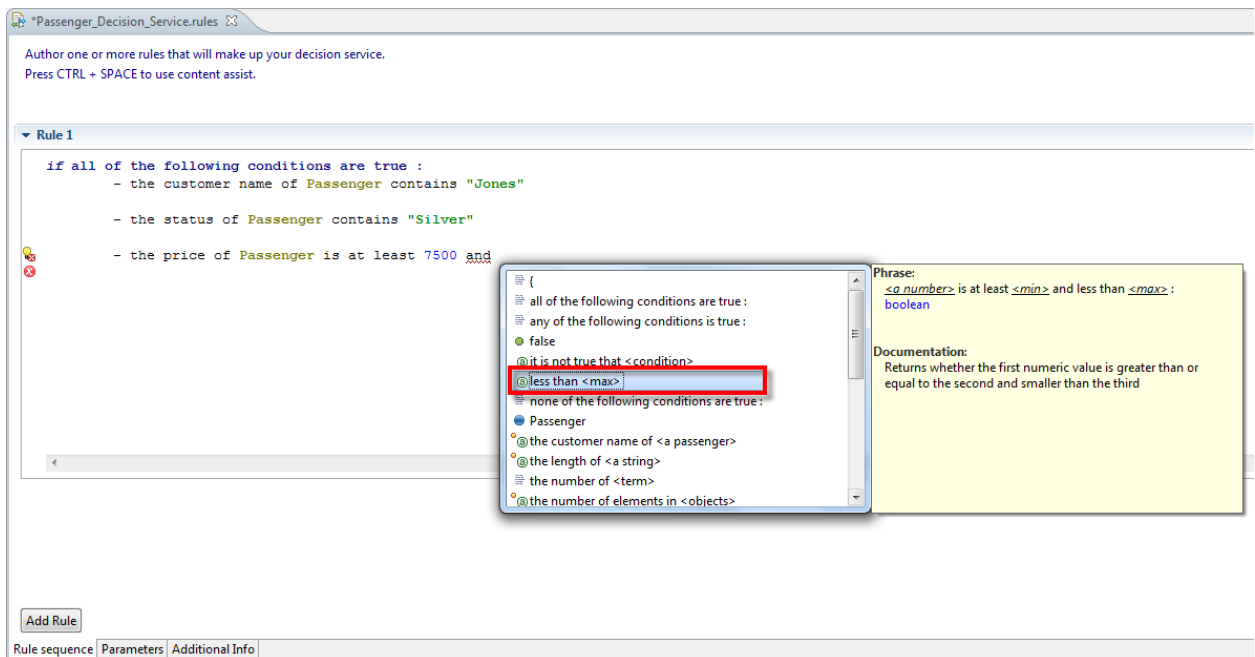 *Passenger_Decision_Service.rules
Author one or more rules that will make up your decision service.
Press CTRL + SPACE to use content assist.
Rule 1
if all of the following conditions are true :
- the customer name of Passenger contains "Jones"
- the status of Passenger contains "Silver"
- the price of Passenger is at least 7500 and
{
all of the following conditions are true :
any of the following conditions is true :
false
it is not true that <condition>
less than <max>
none of the following conditions are true :
Passenger
the customer name of <a passenger>
the length of <a string>
the number of <term>
the number of elements in <objects>
Phrase:
<a number> is at least <min> and less than <max> :
boolean
Documentation:
Returns whether the first numeric value is greater than or
equal to the second and smaller than the third
Add Rule
Rule sequence Parameters Additional Info